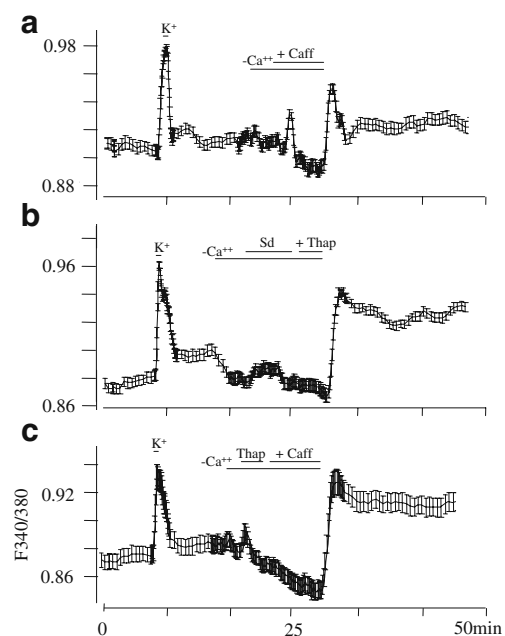 a
K+
0.98
+ Caff
-Ca++
0.88
b
K+
Sd + Thap
-Ca++
0.96
0.86
c
K+
Thap + Caff
-Ca++
0.92
F340/380
0.86
0 25 50min